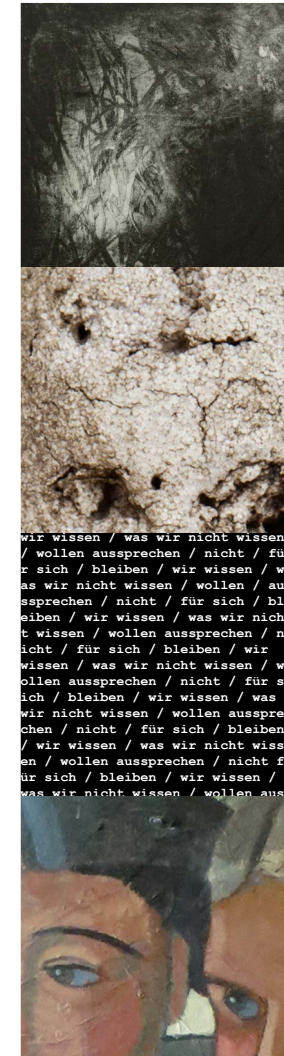 wir wissen / was wir nicht wissen
/ wollen aussprechen / nicht / fü
r sich / bleiben / wir wissen / w
as wir nicht wissen / wollen / au
ssprechen / nicht / für sich / bl
eiben / wir wissen / was wir nich
t wissen / wollen aussprechen / n
icht / für sich / bleiben / wir
wissen / was wir nicht wissen / w
ollen aussprechen / nicht / für s
ich / bleiben / wir wissen / was
wir nicht wissen / wollen ausspre
chen / nicht / für sich / bleiben
/ wir wissen / was wir nicht wiss
en / wollen aussprechen / nicht f
ür sich / bleiben / wir wissen /
was wir nicht wissen / wollen aus